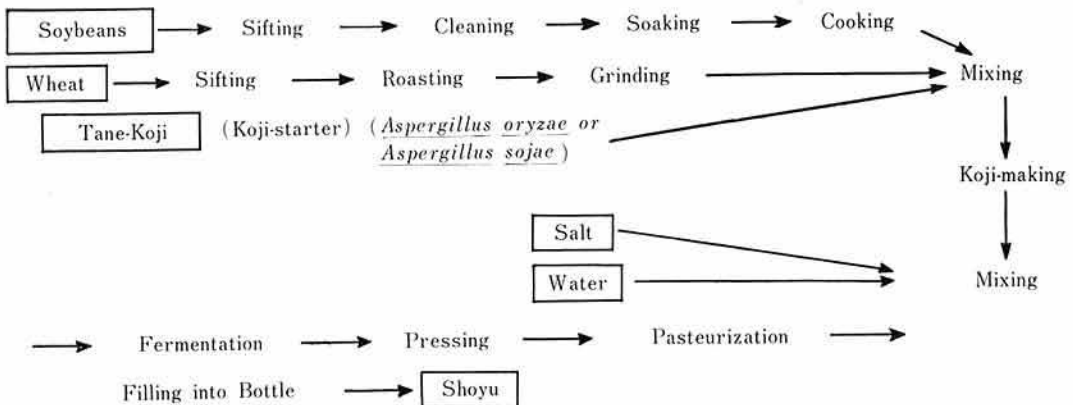 Soybeans Sifting Cleaning Soaking Cooking
Wheat Sifting Roasting Grinding Mixing
Tane-Koji (Koji-starter) (Aspergillus oryzae or
Aspergillus sojae)
Koji-making
Salt
Water Mixing
Fermentation Pressing Pasteurization
Filling into Bottle Shoyu